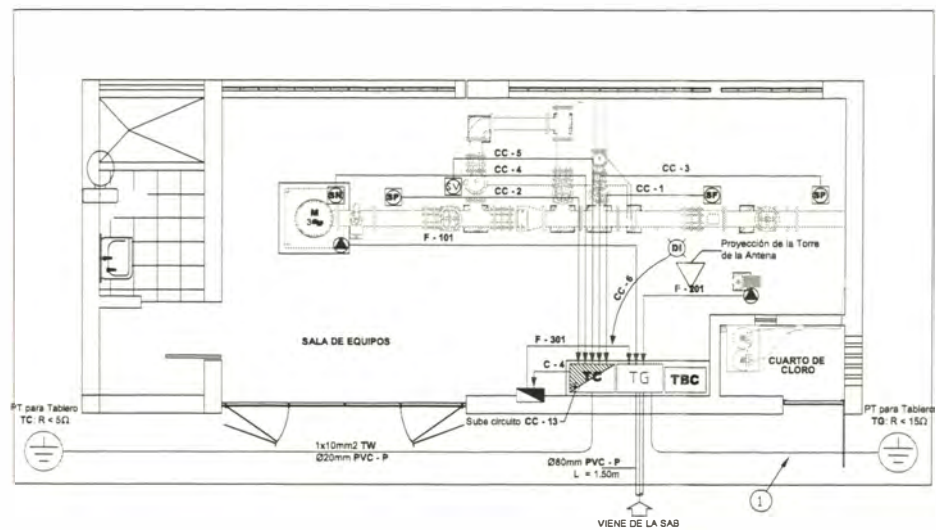 CC - 5
CC - 4
CC - 3
SN
SP
SV
CC - 2
CC - 1
SP
SP
M
F - 101
DI
Proyección de la Torre
de la Antena
CC - 6
F - 201
SALA DE EQUIPOS
F - 301
C - 4
TC
TG
TBC
CUARTO DE
CLORO
PT para Tablero
TC: R < 5Ω
Sube circuito CC - 13
PT para Tablero
TG: R < 15Ω
1x10mm2 TW
Ø20mm PVC - P
Ø80mm PVC - P
L = 1.50m
1
VIENE DE LA SAB